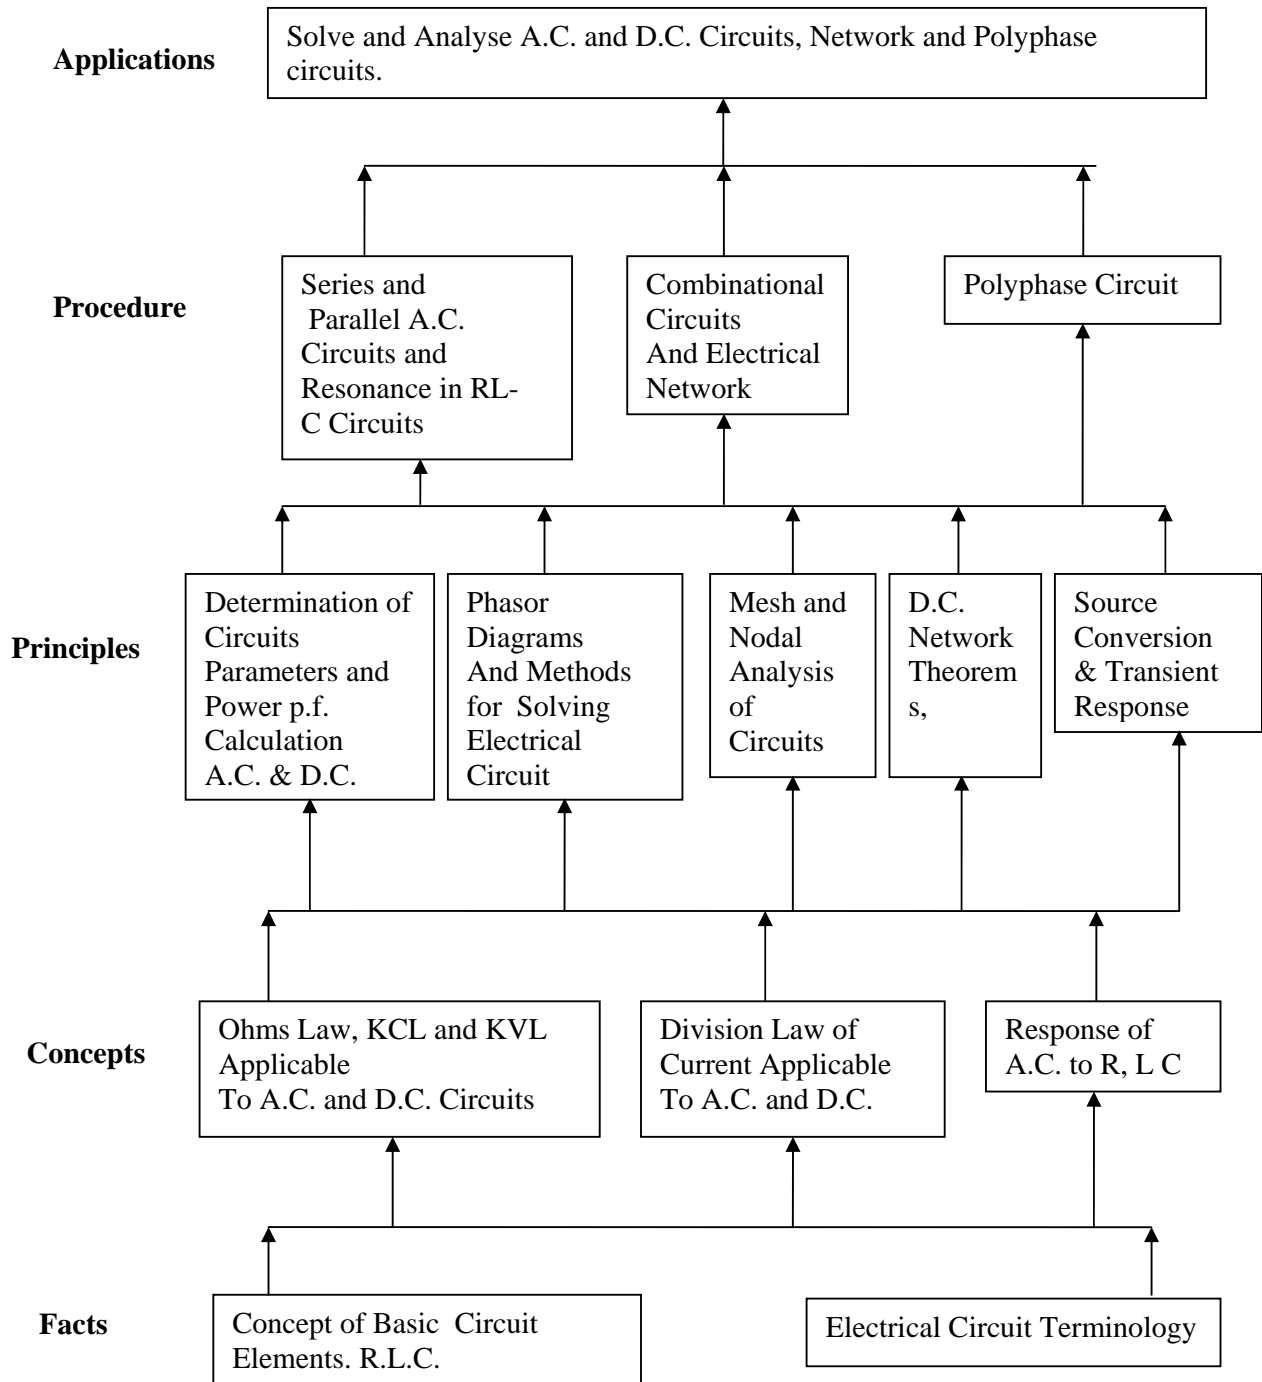 Applications
Solve and Analyse A.C. and D.C. Circuits, Network and Polyphase
circuits.
Procedure
Series and
Parallel A.C.
Circuits and
Resonance in RL-
C Circuits
Combinational
Circuits
And Electrical
Network
Polyphase Circuit
Principles
Determination of
Circuits
Parameters and
Power p.f.
Calculation
A.C. & D.C.
Phasor
Diagrams
And Methods
for Solving
Electrical
Circuit
Mesh and
Nodal
Analysis
of
Circuits
D.C.
Network
Theorem
s,
Source
Conversion
& Transient
Response
Concepts
Ohms Law, KCL and KVL
Applicable
To A.C. and D.C. Circuits
Division Law of
Current Applicable
To A.C. and D.C.
Response of
A.C. to R, L C
Facts
Concept of Basic Circuit
Elements. R.L.C.
Electrical Circuit Terminology